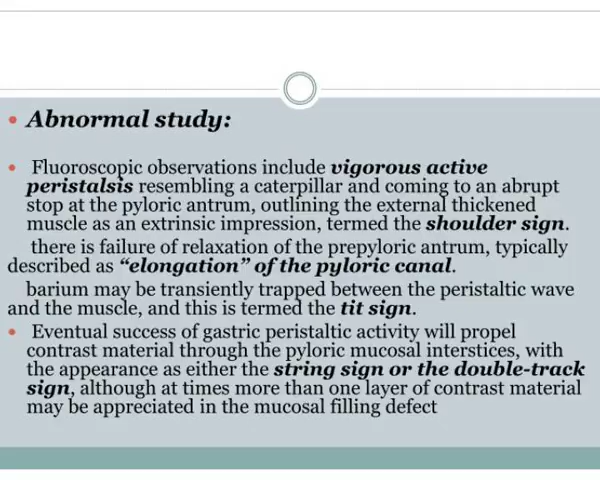 • Abnormal study:
• Fluoroscopic observations include vigorous active
peristalsis resembling a caterpillar and coming to an abrupt
stop at the pyloric antrum, outlining the external thickened
muscle as an extrinsic impression, termed the shoulder sign.
there is failure of relaxation of the prepyloric antrum, typically
described as “elongation” of the pyloric canal.
barium may be transiently trapped between the peristaltic wave
and the muscle, and this is termed the tit sign.
• Eventual success of gastric peristaltic activity will propel
contrast material through the pyloric mucosal interstices, with
the appearance as either the string sign or the double-track
sign, although at times more than one layer of contrast material
may be appreciated in the mucosal filling defect